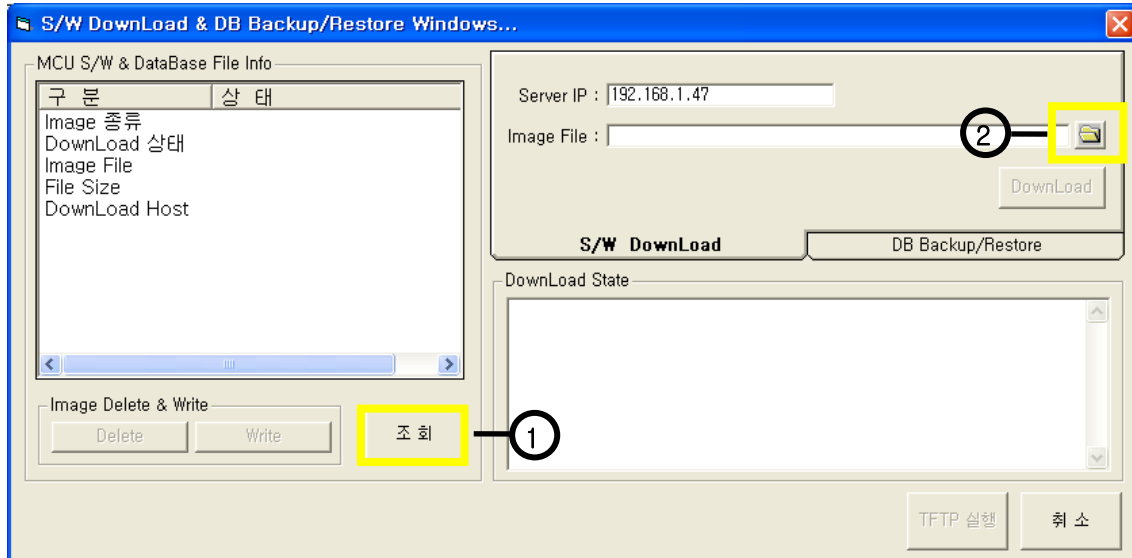 S/W DownLoad & DB Backup/Restore Windows...
MCU S/W & DataBase File Info
구 분 상 태
Image 종류
DownLoad 상태
Image File
File Size
DownLoad Host
Image Delete & Write
Delete Write
조 회
1
Server IP : 192.168.1.47
Image File :
2
DownLoad
S/W DownLoad DB Backup/Restore
DownLoad State
TFTP 실행 취 소